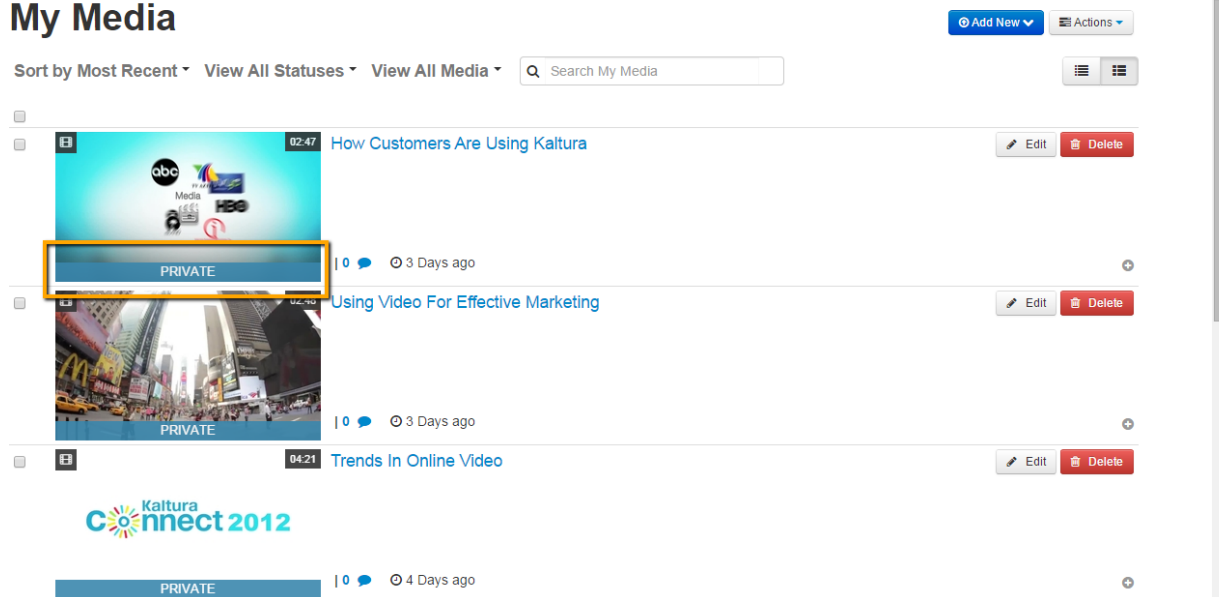 My Media
Add New
Actions
Sort by Most Recent View All Statuses View All Media Search My Media
02:47 How Customers Are Using Kaltura Edit Delete
abc
Media
HBO
PRIVATE | 0 3 Days ago
02:48 Using Video For Effective Marketing Edit Delete
PRIVATE | 0 3 Days ago
04:21 Trends In Online Video Edit Delete
Kaltura
Connect 2012
PRIVATE | 0 4 Days ago